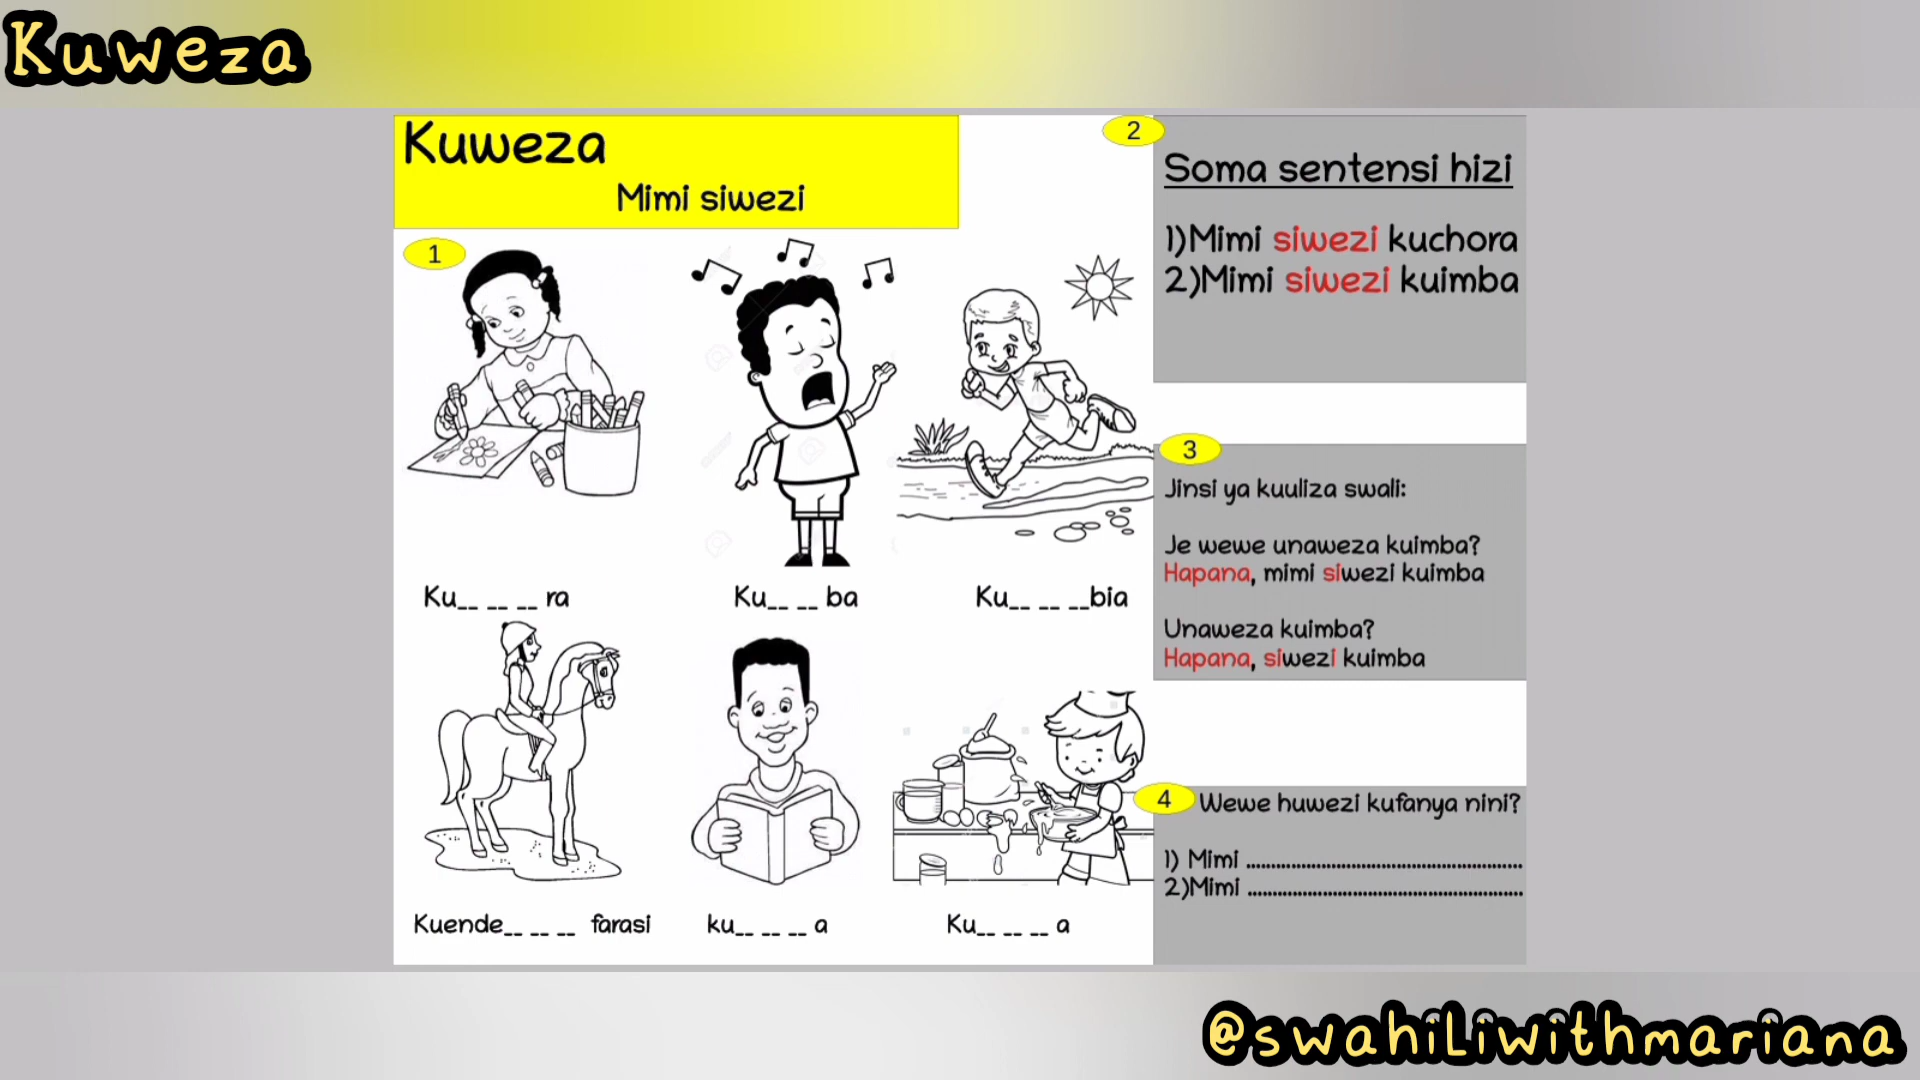 Kuweza
Kuweza
Mimi siwezi
1
Ku__ __ __ ra
Ku__ __ ba
Ku__ __ __bia
Kuende__ __ __ farasi
ku__ __ __ a
Ku__ __ __ a
2
Soma sentensi hizi
1)Mimi siwezi kuchora
2)Mimi siwezi kuimba
3
Jinsi ya kuuliza swali:
Je wewe unaweza kuimba?
Hapana, mimi siwezi kuimba
Unaweza kuimba?
Hapana, siwezi kuimba
4
Wewe huwezi kufanya nini?
1) Mimi .......................................................
2)Mimi .......................................................
@swahiliwithmariana